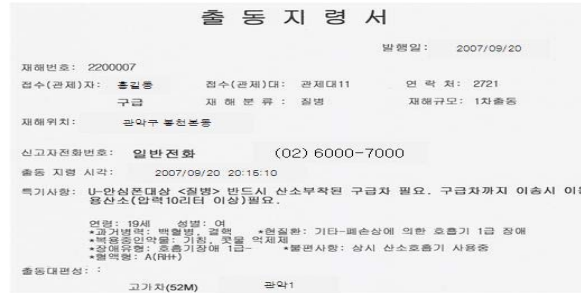 출 동 지 령 서
발행일: 2007/09/20
재해번호: 2200007
접수(관제)자: 홍길동 접수(관제)대: 관제대11 연 락 처: 2721
구급 재 해 분 류: 질병 재해규모: 1차출동
재해위치: 관악구 봉천본동
신고자전화번호: 일반전화 (02) 6000-7000
출동 지령 시각: 2007/09/20 20:15:10
특기사항: U-안심폰대상 <질병> 반드시 산소부착된 구급차 필요. 구급차까지 이송시 이동
용산소(압력10리터 이상)필요.
연령: 19세 성별: 여
*과거병력: 백혈병, 결핵 *현질환: 기타-폐손상에 의한 호흡기 1급 장애
*복용중인약물: 기침, 콧물 억제제
*장애유형: 호흡기장애 1급- *불편사항: 상시 산소호흡기 사용중
*혈액형: A(RH+)
출동대편성: :
고가차(52M) 관악1